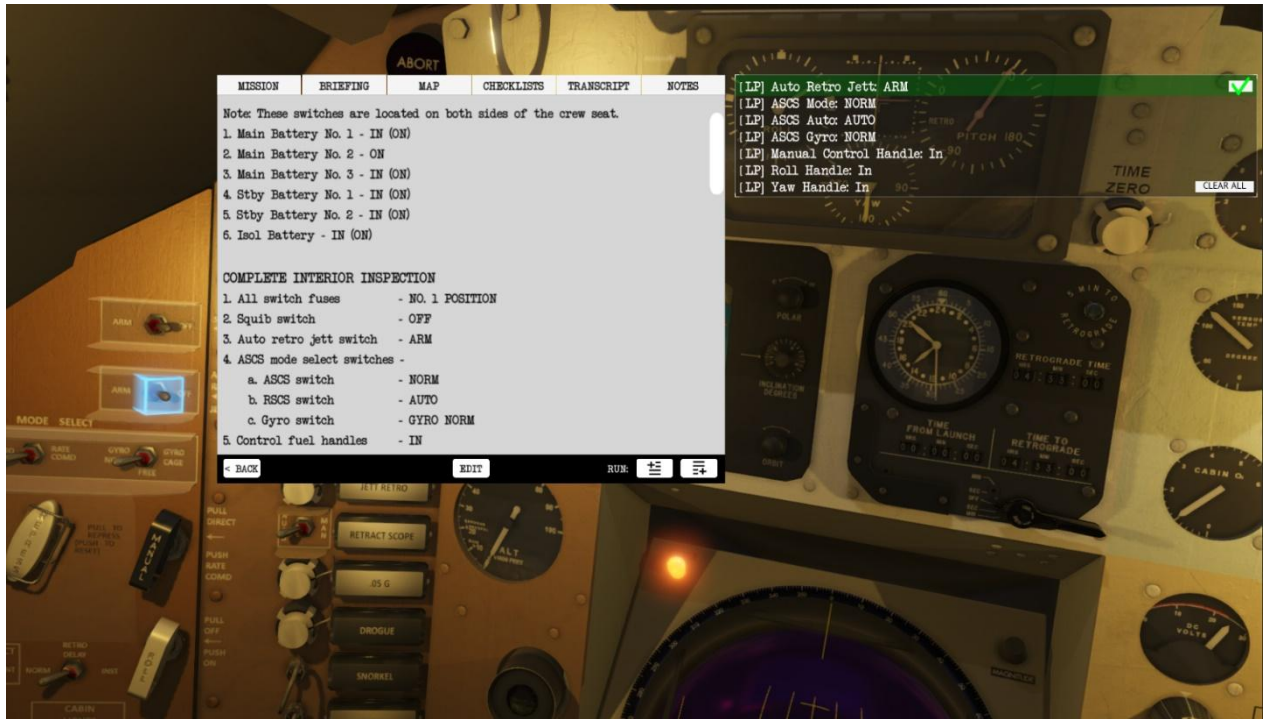 ABORT
MISSION BRIEFING MAP CHECKLISTS TRANSCRIPT NOTES
Note: These switches are located on both sides of the crew seat.
1. Main Battery No. 1 - IN (ON)
2. Main Battery No. 2 - ON
3. Main Battery No. 3 - IN (ON)
4. Stby Battery No. 1 - IN (ON)
5. Stby Battery No. 2 - IN (ON)
6. Isol Battery - IN (ON)
COMPLETE INTERIOR INSPECTION
1. All switch fuses - NO. 1 POSITION
2. Squib switch - OFF
3. Auto retro jett switch - ARM
4. ASCS mode select switches -
a. ASCS switch - NORM
b. RSCS switch - AUTO
c. Gyro switch - GYRO NORM
5. Control fuel handles - IN
< BACK EDIT RUN:
[LP] Auto Retro Jett: ARM
[LP] ASCS Mode: NORM
[LP] ASCS Auto: AUTO
[LP] ASCS Gyro: NORM
[LP] Manual Control Handle: In
[LP] Roll Handle: In
[LP] Yaw Handle: In
CLEAR ALL
RETRO
PITCH 180
90
90
YAW
TIME
ZERO
ARM
ARM
MODE SELECT
RATE
COMD
GYRO
FREE
GYRO
CAGE
MANUAL
PULL
DIRECT
PUSH
RATE
COMD
PULL
OFF
PUSH
ON
RETRO
DELAY
NORM INST
CABIN
JETT RETRO
RETRACT SCOPE
.05 G
DROGUE
SNORKEL
MAN
ALT
POLAR
INCLINATION
DEGREES
ORBIT
5 MIN TO
RETROGRADE
RETROGRADE TIME
TIME
FROM LAUNCH
TIME TO
RETROGRADE
CABIN O₂
DC
VOLTS